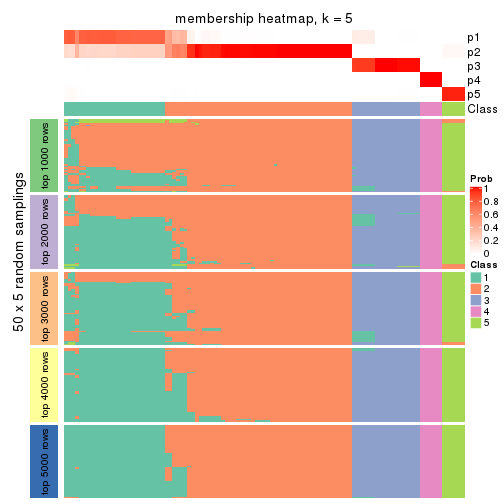 membership heatmap, k = 5
p1
p2
p3
p4
p5
Class
50 x 5 random samplings
top 1000 rows
top 2000 rows
top 3000 rows
top 4000 rows
top 5000 rows
Prob
1
0.8
0.6
0.4
0.2
0
Class
1
2
3
4
5